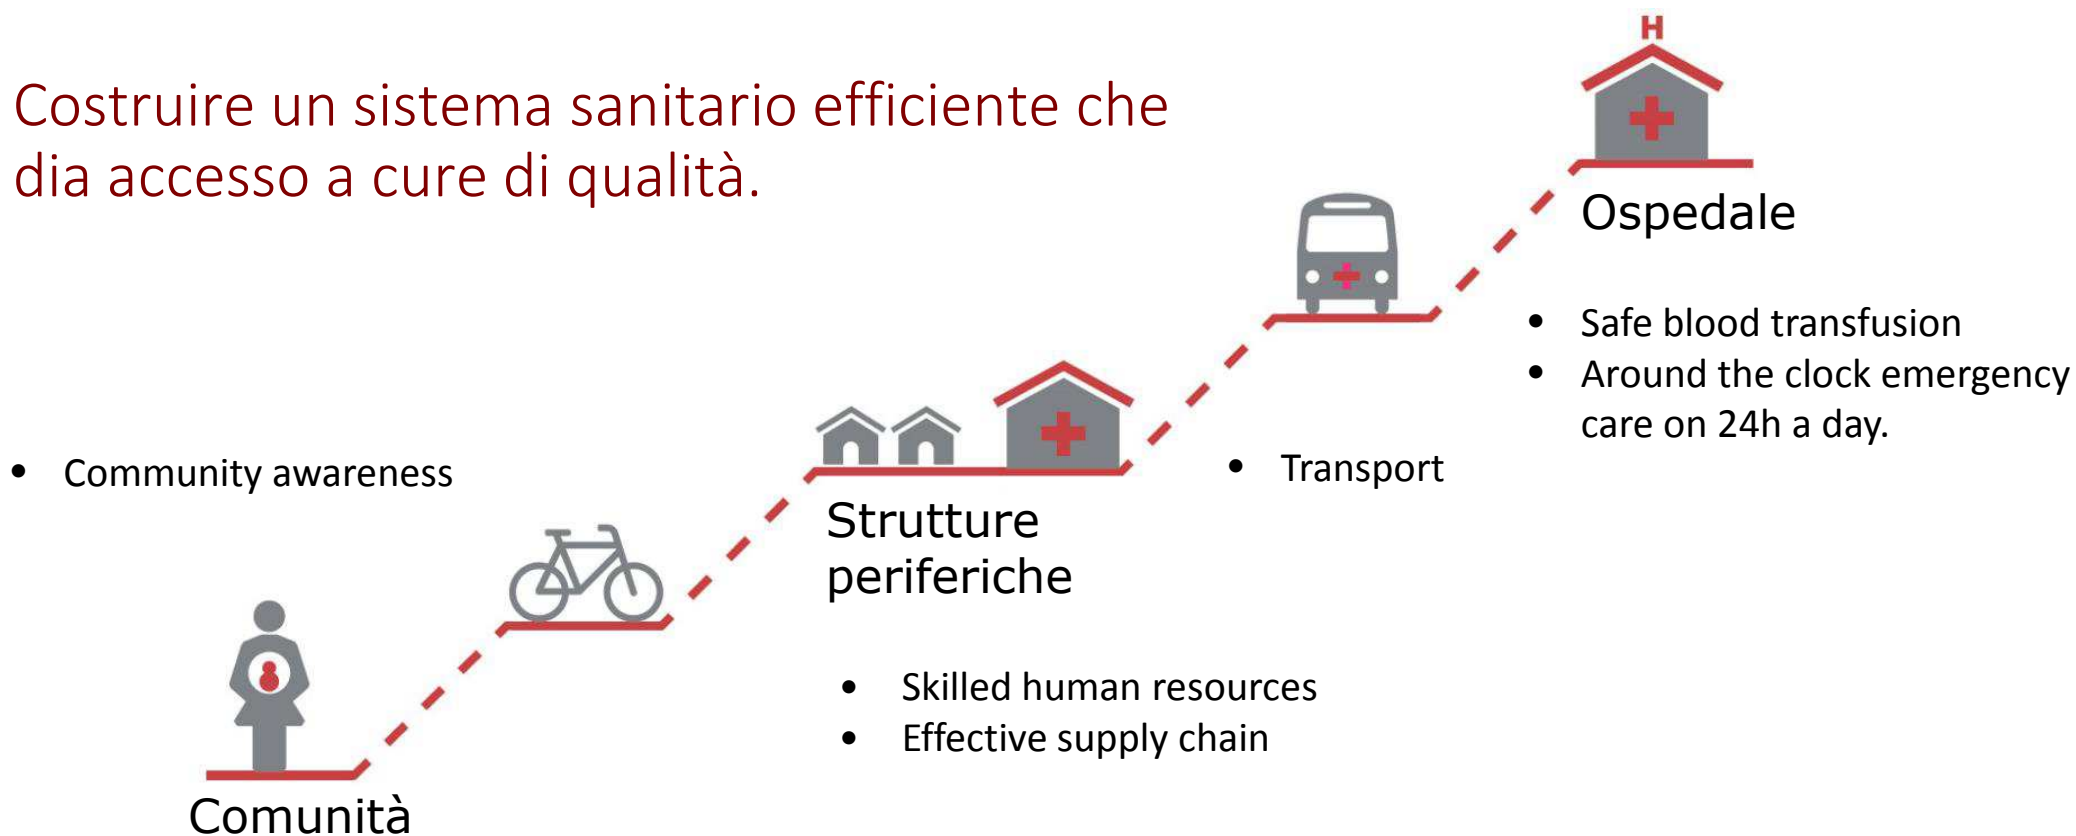 Costruire un sistema sanitario efficiente che
dia accesso a cure di qualità.
H
Ospedale
• Safe blood transfusion
• Around the clock emergency
care on 24h a day.
• Transport
• Community awareness
Strutture
periferiche
• Skilled human resources
• Effective supply chain
Comunità